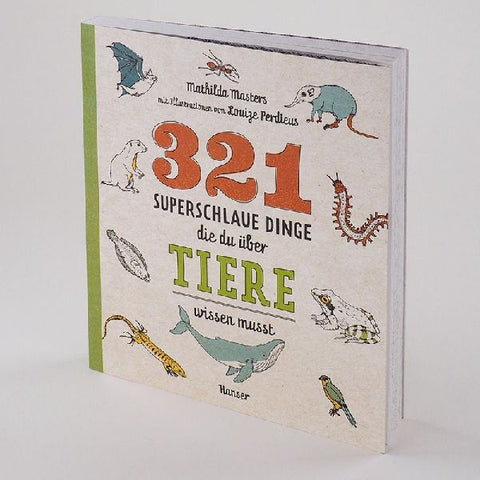 Mathilda Masters
mit Illustrationen von Louize Perdieus
321
SUPERSCHLAUE DINGE
die du über
TIERE
wissen musst
Hanser